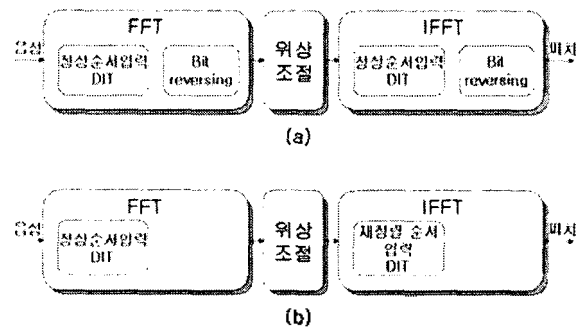 FFT
IFFT
음성
정상순서입력
DIT
Bit
reversing
위상
조절
정상순서입력
DIT
Bit
reversing
피치
(a)
FFT
IFFT
음성
정상순서입력
DIT
위상
조절
재정렬 순서
입력
DIT
피치
(b)